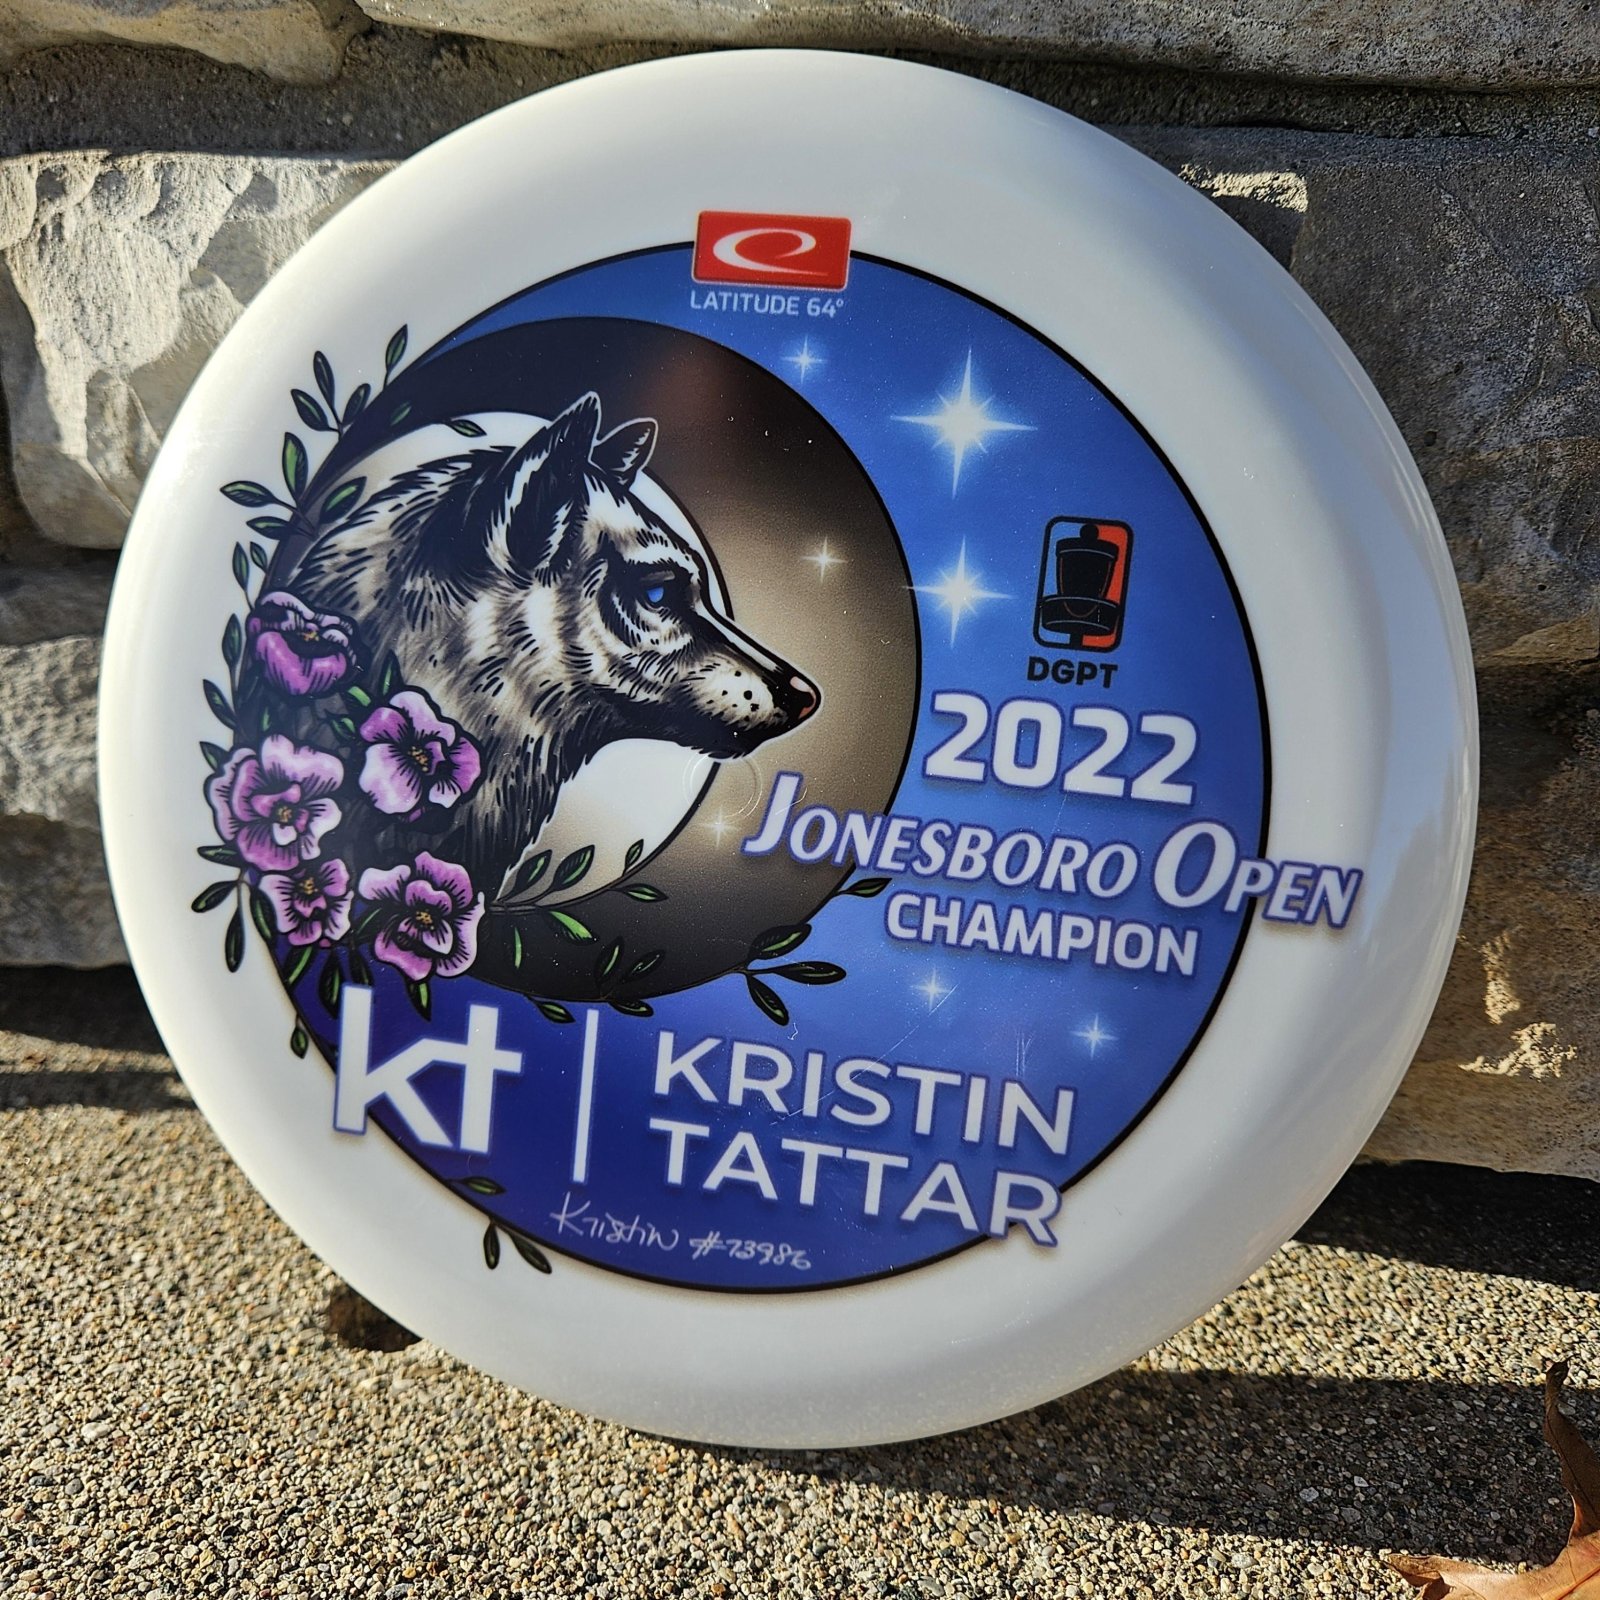 LATITUDE 64°
DGPT
2022
JONESBORO OPEN
CHAMPION
kt
KRISTIN
TATTAR
Kristin #73986